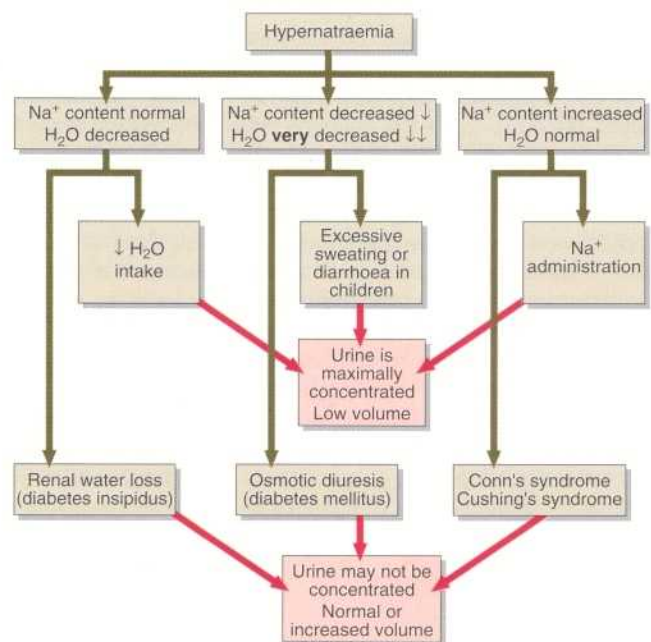 Hypernatraemia
Na⁺ content normal
H₂O decreased
Na⁺ content decreased ↓
H₂O very decreased ↓↓
Na⁺ content increased
H₂O normal
↓ H₂O
intake
Excessive
sweating or
diarrhoea in
children
Na⁺
administration
Urine is
maximally
concentrated
Low volume
Renal water loss
(diabetes insipidus)
Osmotic diuresis
(diabetes mellitus)
Conn's syndrome
Cushing's syndrome
Urine may not be
concentrated
Normal or
increased volume